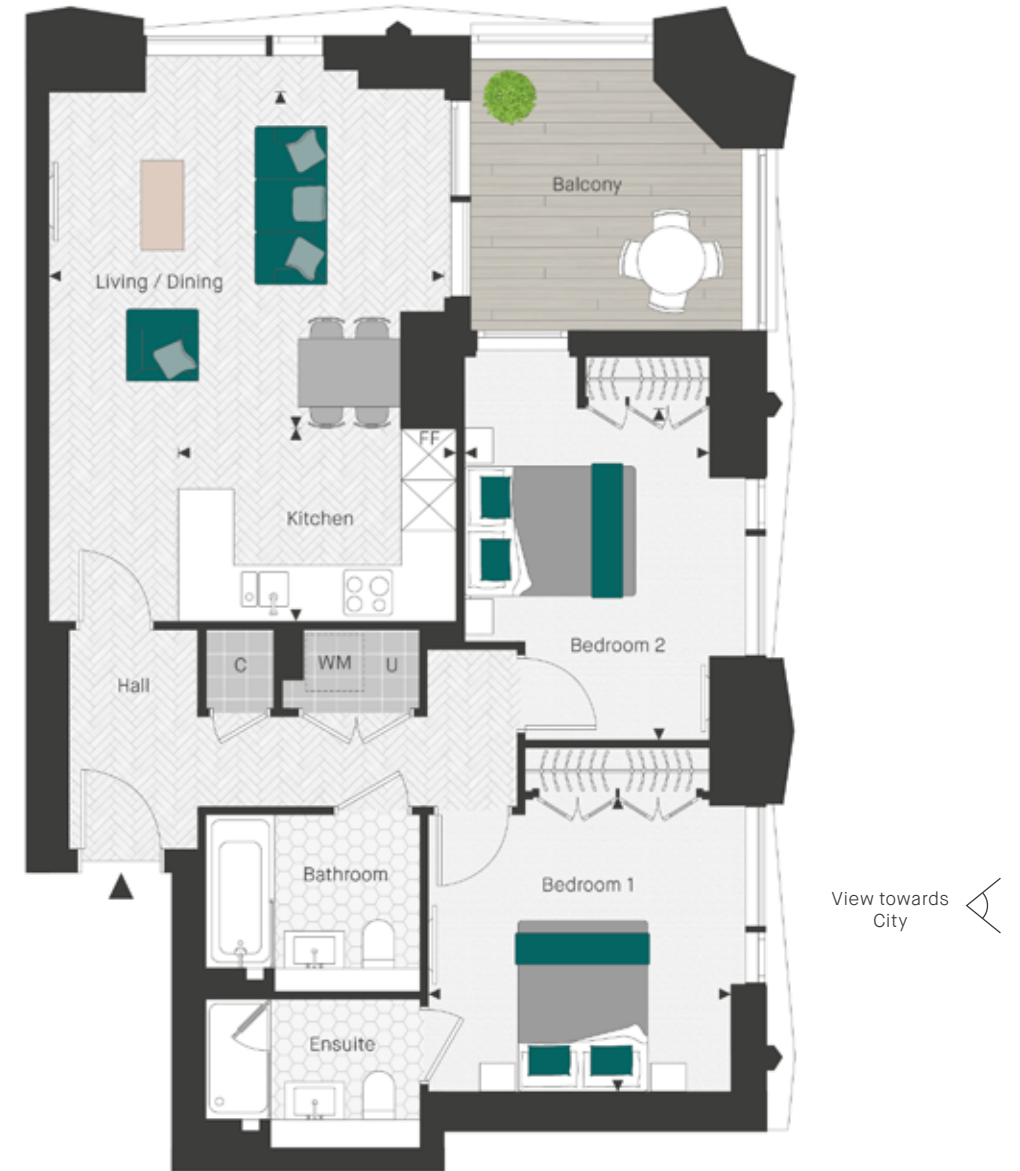 Balcony
Living / Dining
FF
Kitchen
Bedroom 2
C
WM
U
Hall
Bathroom
Bedroom 1
View towards
City
Ensuite